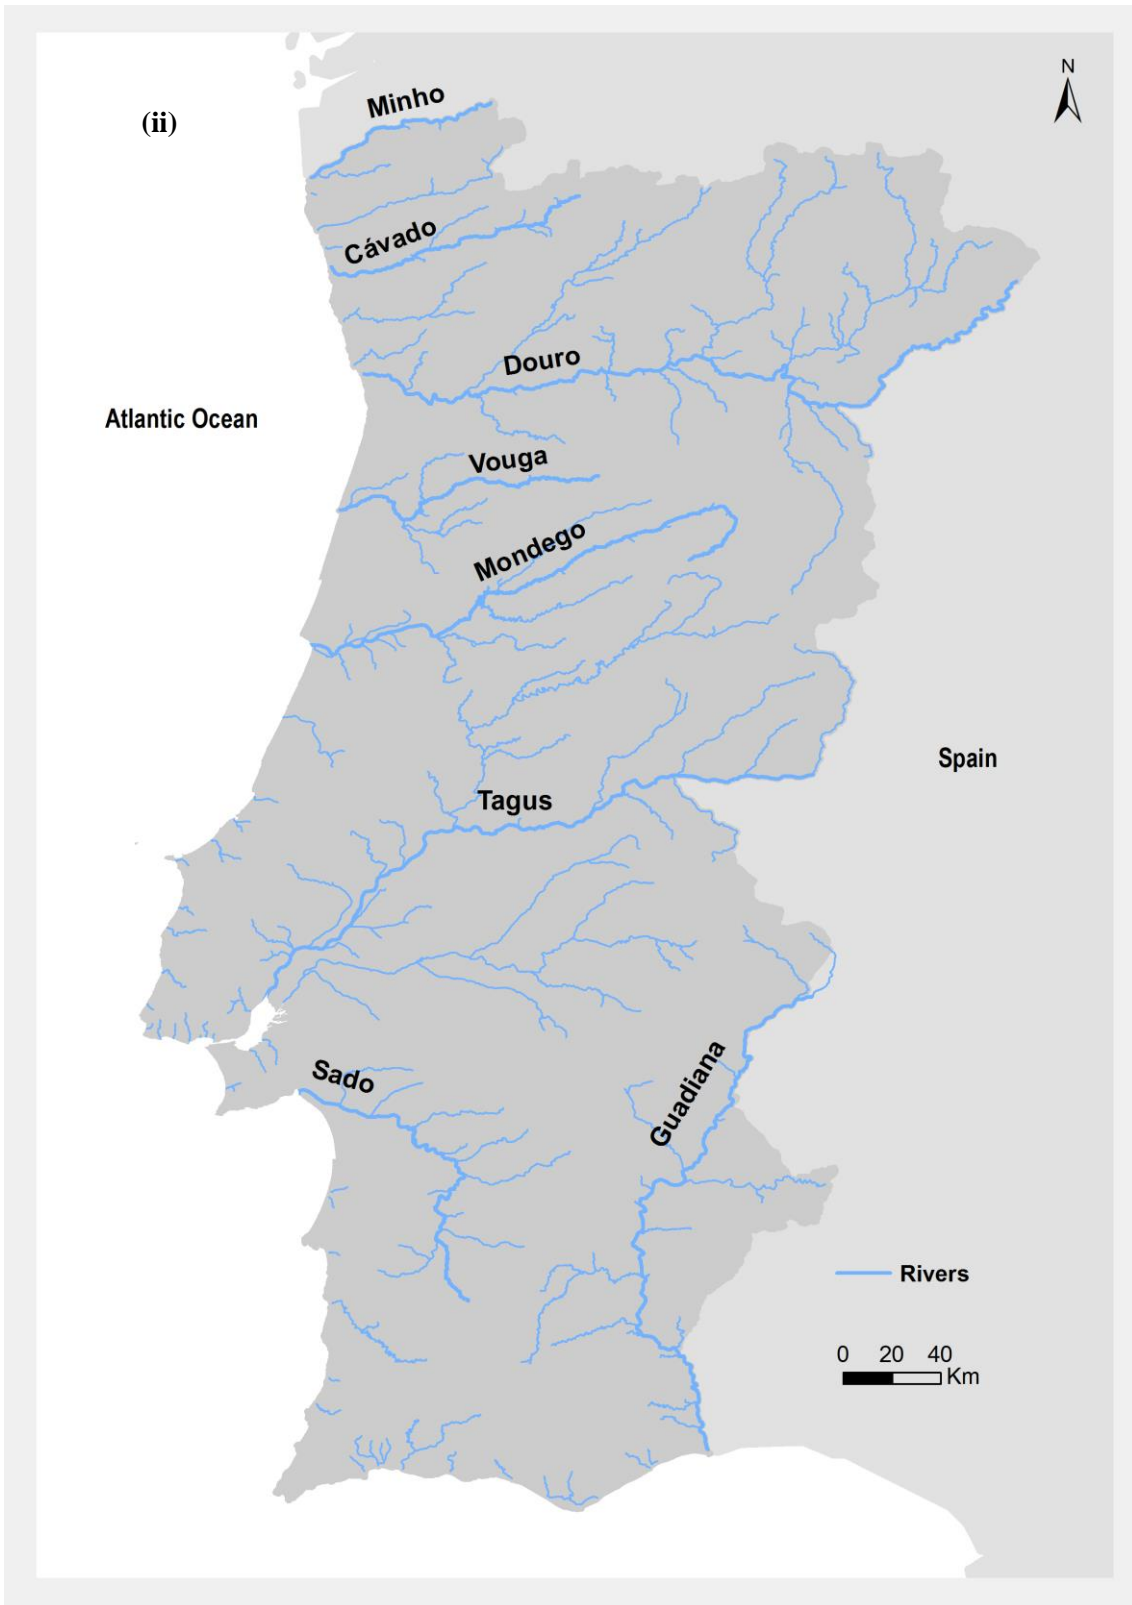 N
(ii)
Minho
Cávado
Douro
Atlantic Ocean
Vouga
Mondego
Spain
Tagus
Sado
Guadiana
Rivers
0 20 40
Km